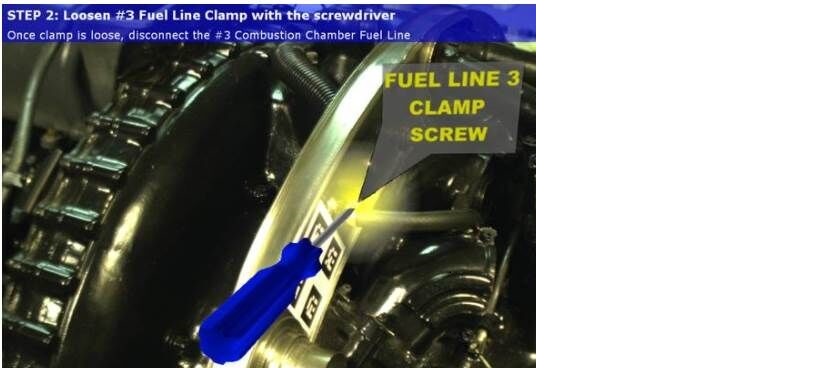 STEP 2: Loosen #3 Fuel Line Clamp with the screwdriver
Once clamp is loose, disconnect the #3 Combustion Chamber Fuel Line
FUEL LINE 3
CLAMP
SCREW